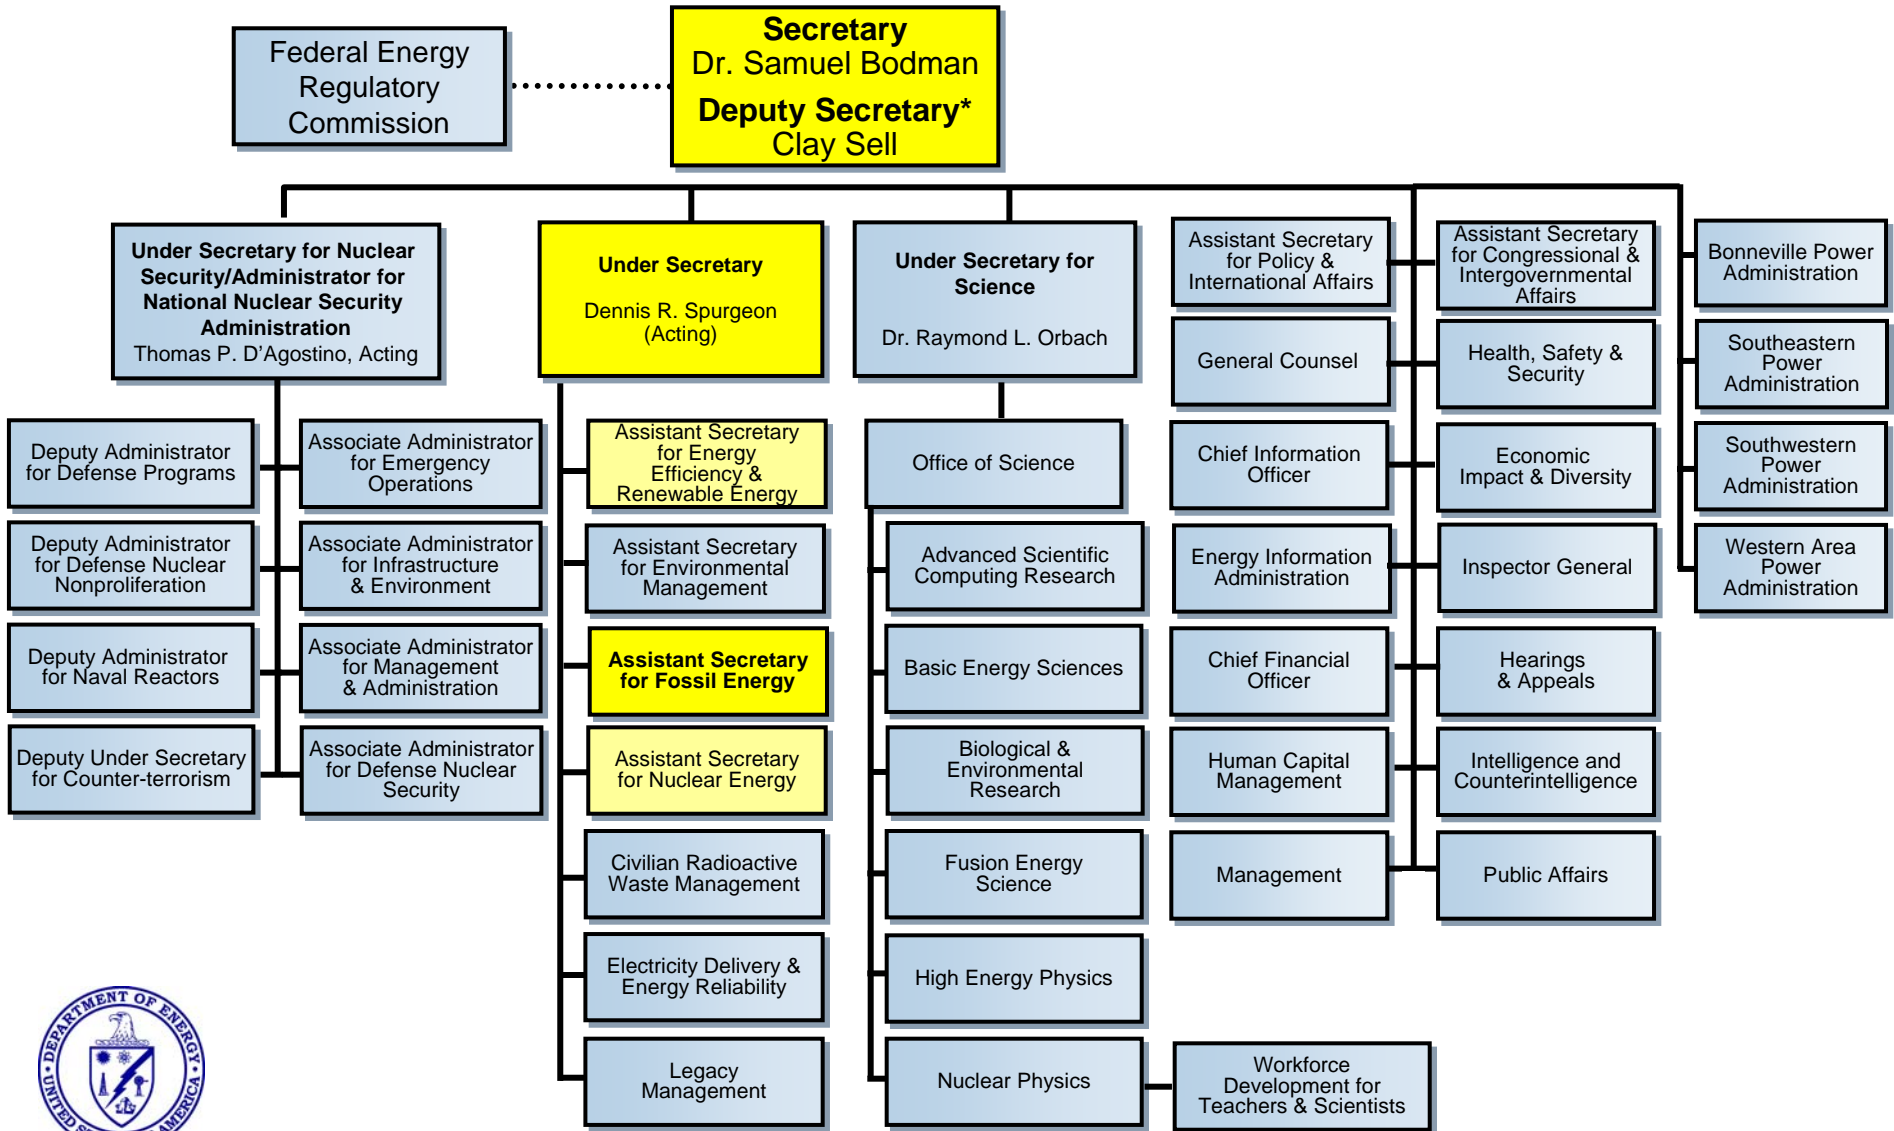 Federal Energy
Regulatory
Commission
Secretary
Dr. Samuel Bodman
Deputy Secretary*
Clay Sell
Under Secretary for Nuclear
Security/Administrator for
National Nuclear Security
Administration
Thomas P. D'Agostino, Acting
Under Secretary
Dennis R. Spurgeon
(Acting)
Under Secretary for
Science
Dr. Raymond L. Orbach
Deputy Administrator
for Defense Programs
Associate Administrator
for Emergency
Operations
Deputy Administrator
for Defense Nuclear
Nonproliferation
Associate Administrator
for Infrastructure
& Environment
Deputy Administrator
for Naval Reactors
Associate Administrator
for Management
& Administration
Deputy Under Secretary
for Counter-terrorism
Associate Administrator
for Defense Nuclear
Security
Assistant Secretary
for Energy
Efficiency &
Renewable Energy
Assistant Secretary
for Environmental
Management
Assistant Secretary
for Fossil Energy
Assistant Secretary
for Nuclear Energy
Civilian Radioactive
Waste Management
Electricity Delivery &
Energy Reliability
Legacy
Management
Office of Science
Advanced Scientific
Computing Research
Basic Energy Sciences
Biological &
Environmental
Research
Fusion Energy
Science
High Energy Physics
Nuclear Physics
Workforce
Development for
Teachers & Scientists
Assistant Secretary
for Policy &
International Affairs
Assistant Secretary
for Congressional &
Intergovernmental
Affairs
General Counsel
Health, Safety &
Security
Chief Information
Officer
Economic
Impact & Diversity
Energy Information
Administration
Inspector General
Chief Financial
Officer
Hearings
& Appeals
Human Capital
Management
Intelligence and
Counterintelligence
Management
Public Affairs
Bonneville Power
Administration
Southeastern
Power
Administration
Southwestern
Power
Administration
Western Area
Power
Administration
DEPARTMENT OF ENERGY
UNITED AMERICA